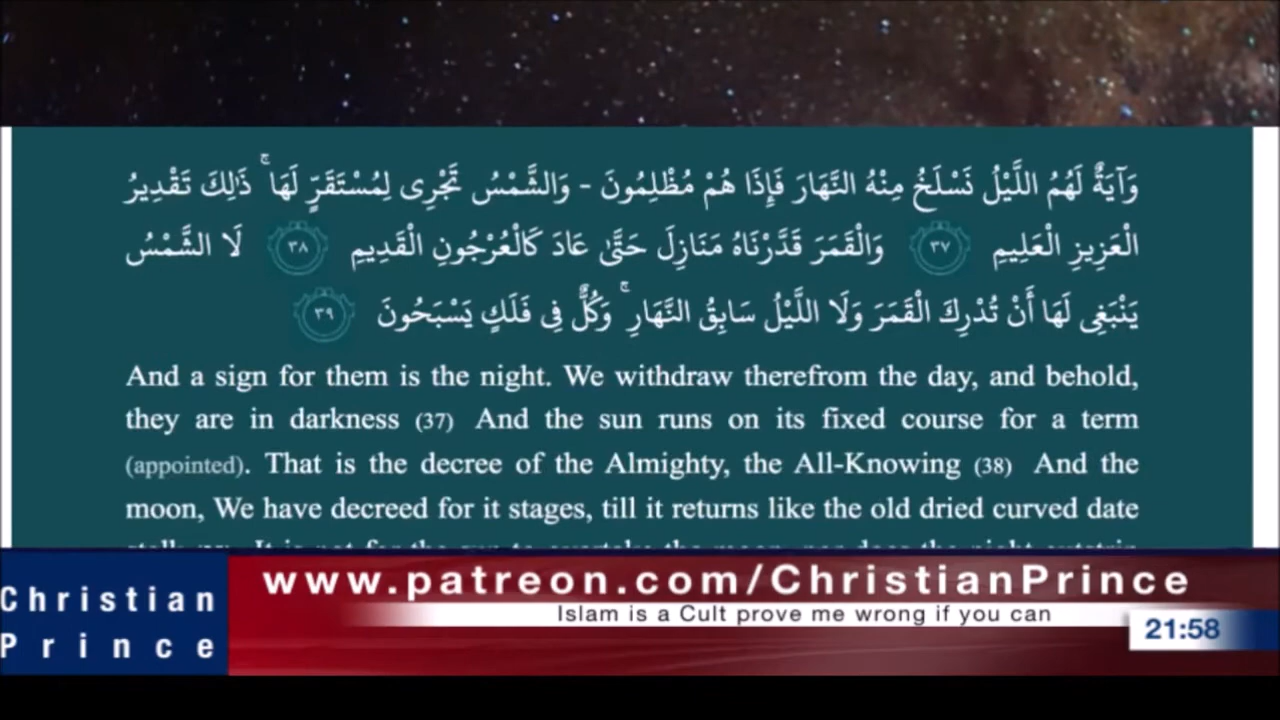 وَآيَةٌ لَهُمُ اللَّيْلُ نَسْلَخُ مِنْهُ النَّهَارَ فَإِذَا هُمْ مُظْلِمُونَ - وَالشَّمْسُ تَجْرِى لِمُسْتَقَرٍّ لَهَا ۚ ذَٰلِكَ تَقْدِيرُ
الْعَزِيزِ الْعَلِيمِ ٣٧ وَالْقَمَرَ قَدَّرْنَاهُ مَنَازِلَ حَتَّىٰ عَادَ كَالْعُرْجُونِ الْقَدِيمِ ٣٨ لَا الشَّمْسُ
يَنْبَغِى لَهَا أَنْ تُدْرِكَ الْقَمَرَ وَلَا اللَّيْلُ سَابِقُ النَّهَارِ ۚ وَكُلٌّ فِى فَلَكٍ يَسْبَحُونَ ٣٩
And a sign for them is the night. We withdraw therefrom the day, and behold,
they are in darkness (37) And the sun runs on its fixed course for a term
(appointed). That is the decree of the Almighty, the All-Knowing (38) And the
moon, We have decreed for it stages, till it returns like the old dried curved date
www.patreon.com/ChristianPrince
Islam is a Cult prove me wrong if you can
Christian
Prince
21:58